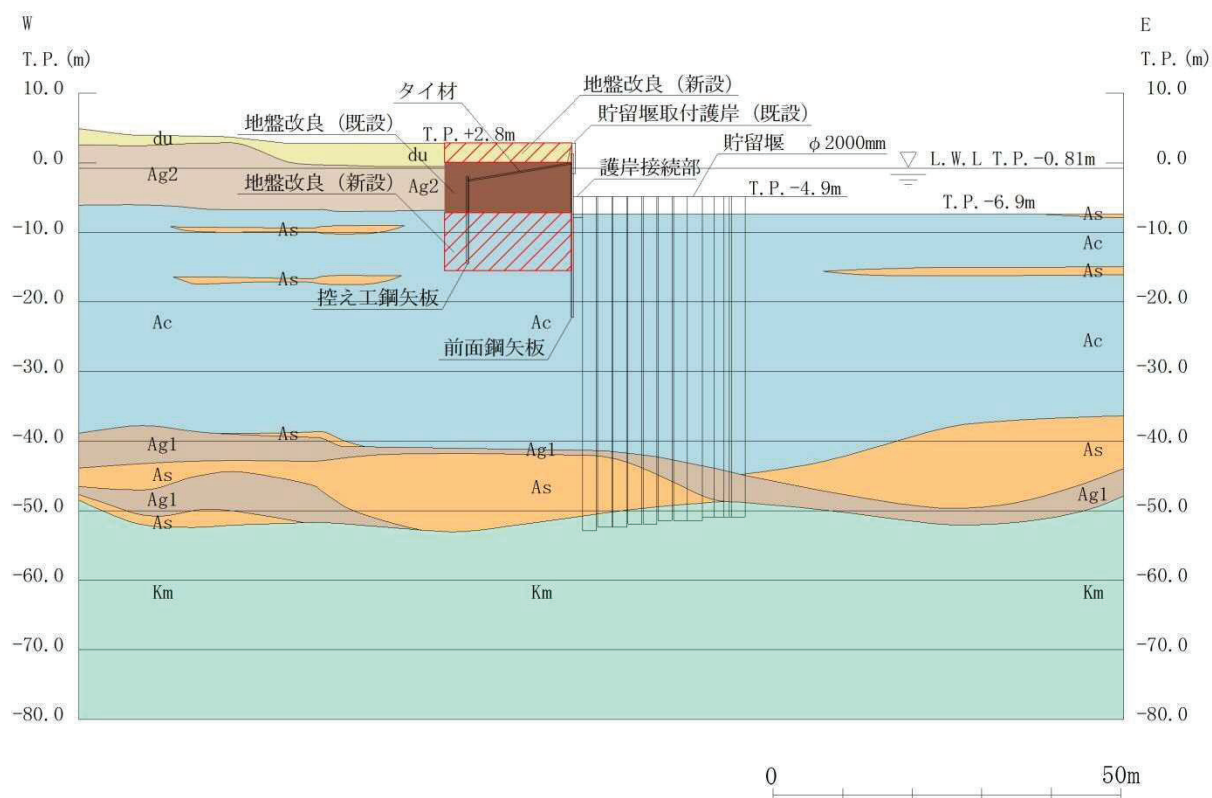 W
E
T.P.(m)
T.P.(m)
10.0
10.0
タイ材
地盤改良（新設）
地盤改良（既設）
貯留堰取付護岸（既設）
du
T.P.+2.8m
貯留堰 φ2000mm
du
0.0
L.W.L T.P.-0.81m
0.0
Ag2
地盤改良（新設）
Ag2
護岸接続部
T.P.-4.9m
T.P.-6.9m
As
As
-10.0
Ac
-10.0
As
As
控え工鋼矢板
-20.0
-20.0
Ac
Ac
前面鋼矢板
Ac
-30.0
-30.0
-40.0
As
-40.0
Ag1
Ag1
As
As
As
Ag1
Ag1
-50.0
-50.0
As
-60.0
-60.0
Km
Km
Km
-70.0
-70.0
-80.0
-80.0
0
50m